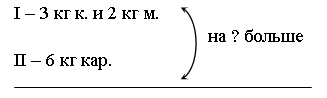 I – 3 кг к. и 2 кг м.
на ? больше
II – 6 кг кар.